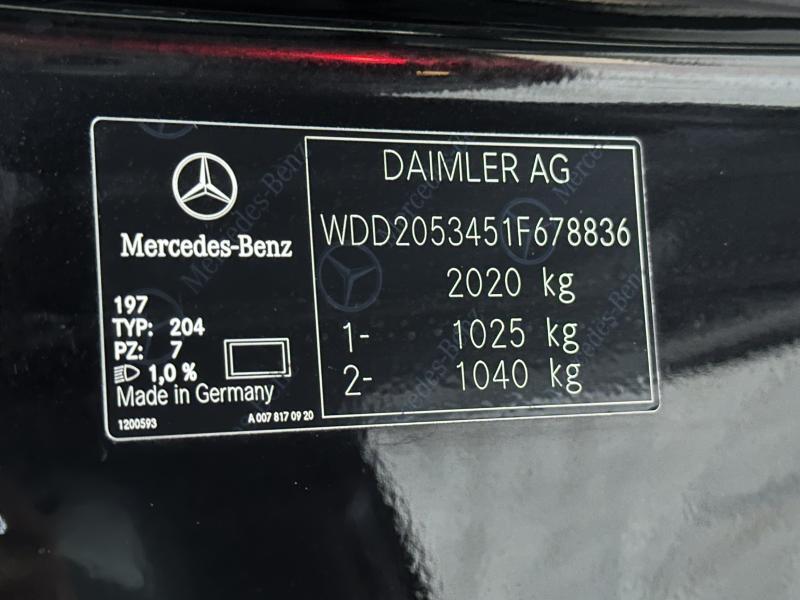 Mercedes-Benz
197
TYP: 204
PZ: 7
1,0 %
Made in Germany
1200593
A 007 817 09 20
DAIMLER AG
WDD2053451F678836
2020 kg
1- 1025 kg
2- 1040 kg